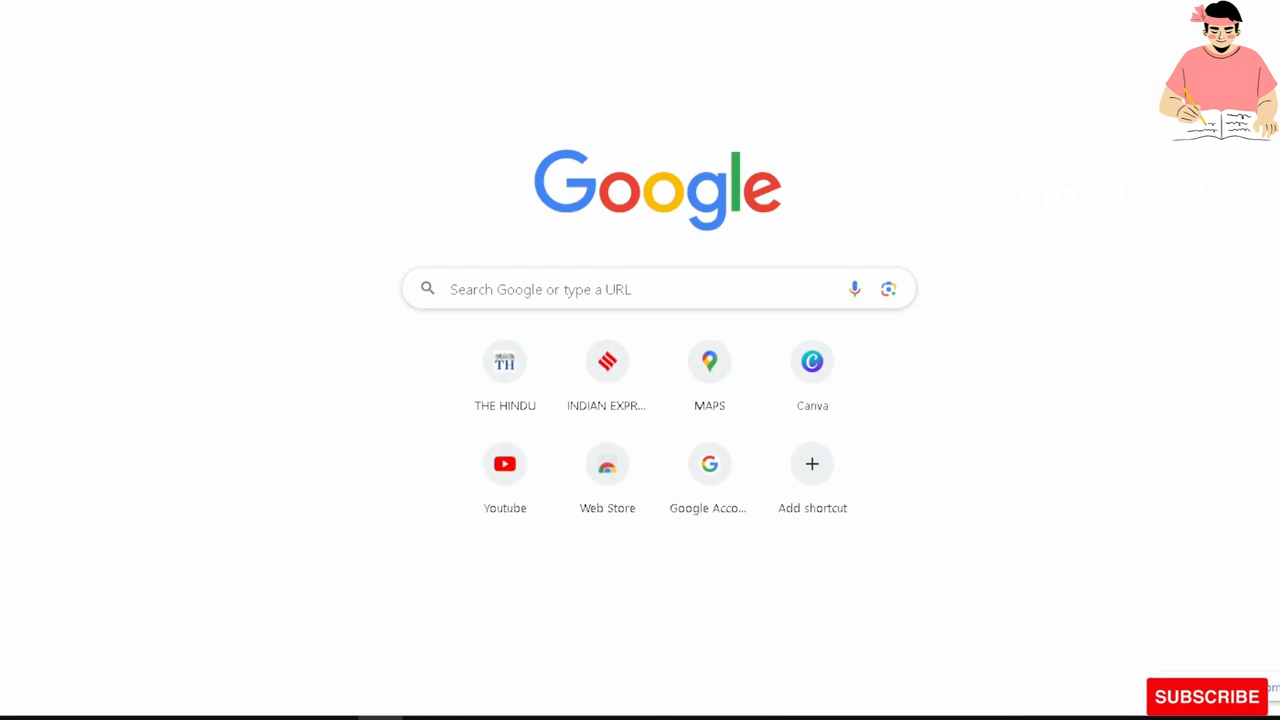 Google
Search Google or type a URL
TH
THE HINDU
INDIAN EXPR...
MAPS
Canva
Youtube
Web Store
Google Acco...
Add shortcut
SUBSCRIBE